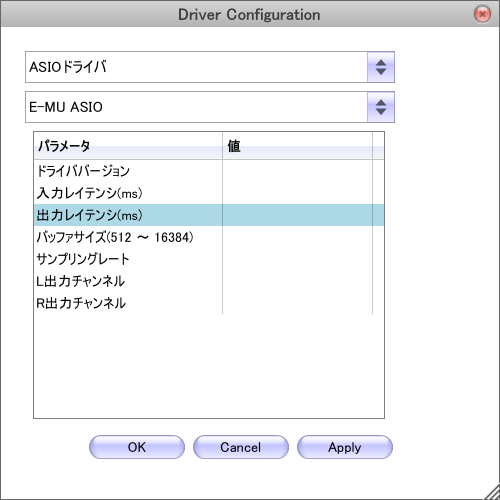 Driver Configuration
ASIOドライバ
E-MU ASIO
パラメータ 値
ドライババージョン
入力レイテンシ(ms)
出力レイテンシ(ms)
バッファサイズ(512 ～ 16384)
サンプリングレート
L出力チャンネル
R出力チャンネル
OK Cancel Apply